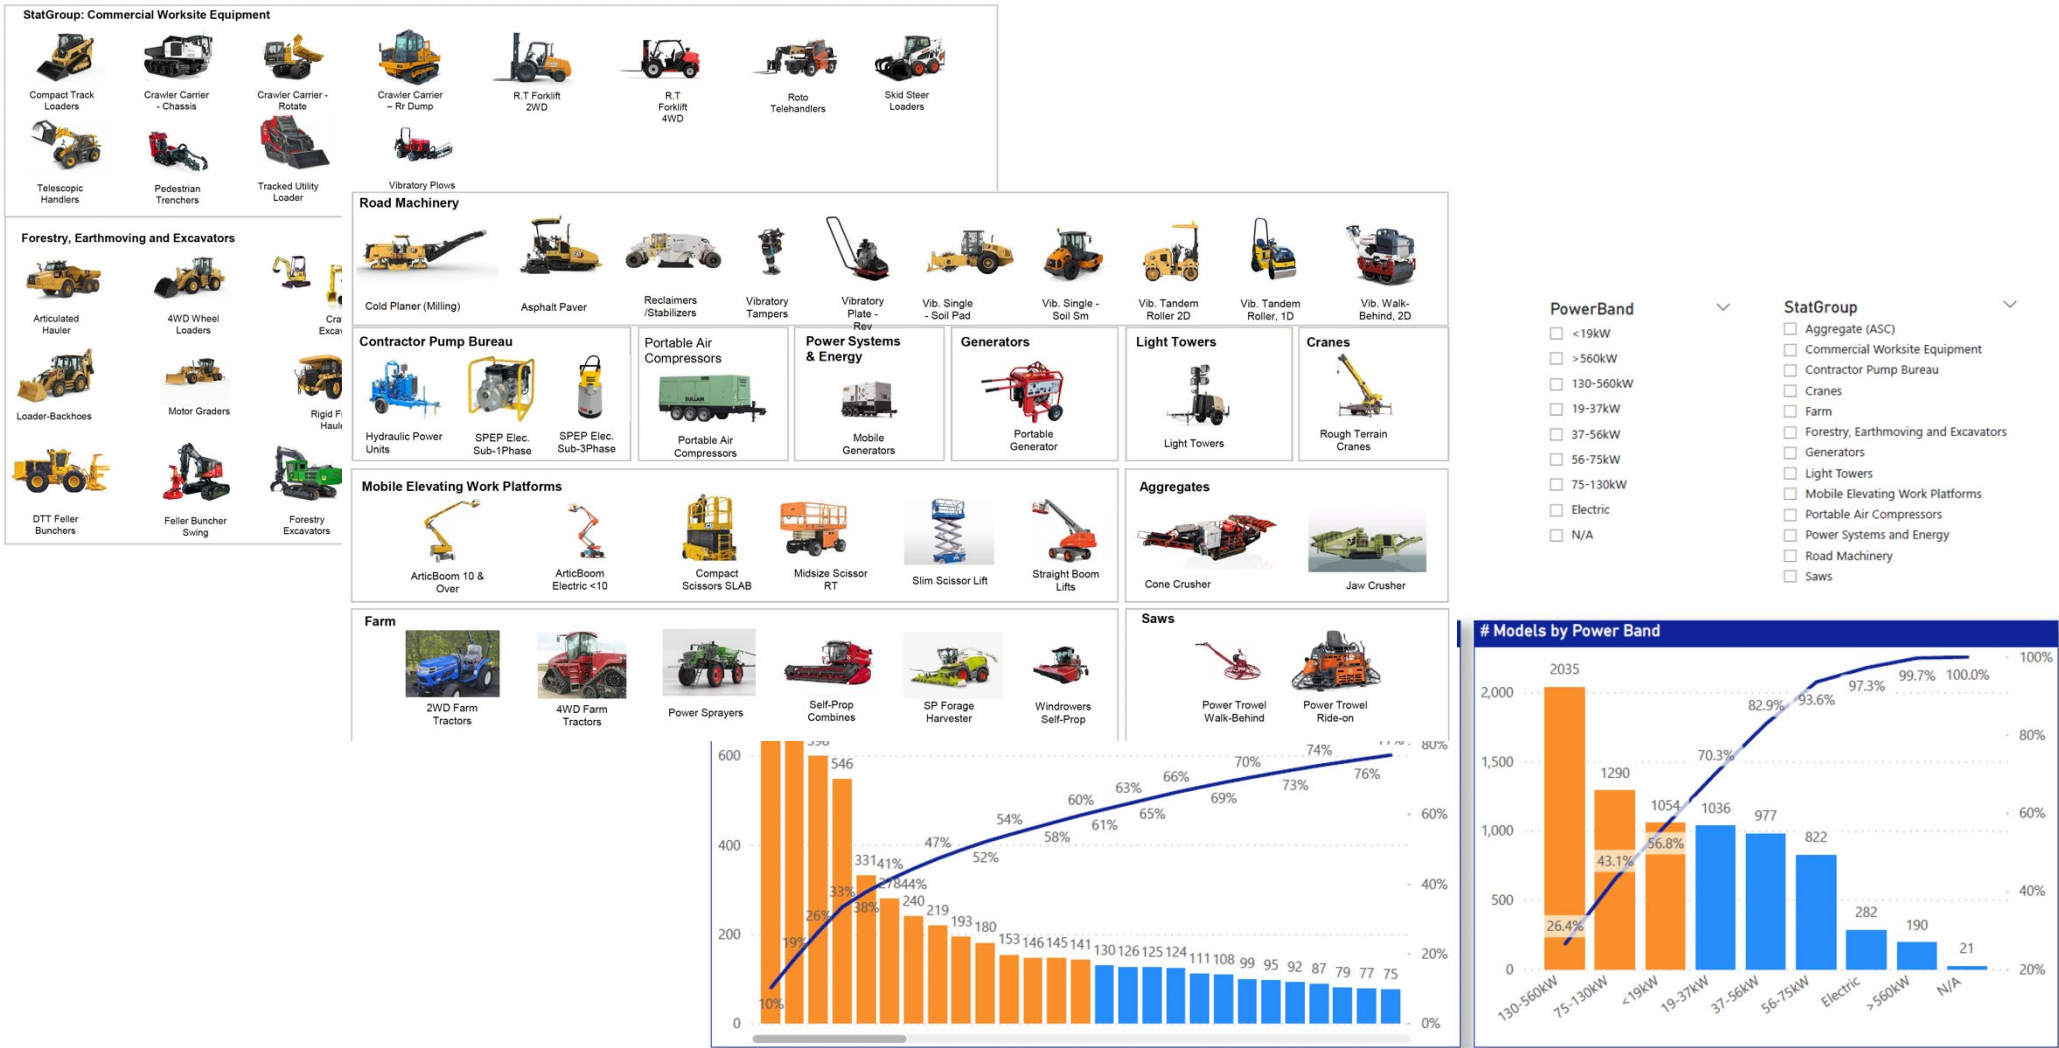 StatGroup: Commercial Worksite Equipment
Compact Track
Loaders
Crawler Carrier
- Chassis
Crawler Carrier -
Rotate
Crawler Carrier
– Rr Dump
R.T Forklift
2WD
R.T
Forklift
4WD
Roto
Telehandlers
Skid Steer
Loaders
Telescopic
Handlers
Pedestrian
Trenchers
Tracked Utility
Loader
Vibratory Plows
Forestry, Earthmoving and Excavators
Articulated
Hauler
4WD Wheel
Loaders
Loader-Backhoes
Motor Graders
Rigid
DTT Feller
Bunchers
Feller Buncher
Swing
Forestry
Excavators
Road Machinery
Cold Planer (Milling)
Asphalt Paver
Reclaimers
/Stabilizers
Vibratory
Tampers
Vibratory
Plate -
Rev
Vib. Single
- Soil Pad
Vib. Single -
Soil Sm
Vib. Tandem
Roller 2D
Vib. Tandem
Roller, 1D
Vib. Walk-
Behind, 2D
Contractor Pump Bureau
Hydraulic Power
Units
SPEP Elec.
Sub-1Phase
SPEP Elec.
Sub-3Phase
Portable Air
Compressors
SULLAIR
Portable Air
Compressors
Power Systems
& Energy
Mobile
Generators
Generators
Portable
Generator
Light Towers
Light Towers
Cranes
Rough Terrain
Cranes
Mobile Elevating Work Platforms
ArticBoom 10 &
Over
ArticBoom
Electric <10
Compact
Scissors SLAB
Midsize Scissor
RT
Slim Scissor Lift
Straight Boom
Lifts
Aggregates
Cone Crusher
Jaw Crusher
Farm
2WD Farm
Tractors
4WD Farm
Tractors
Power Sprayers
Self-Prop
Combines
SP Forage
Harvester
Windrowers
Self-Prop
Saws
Power Trowel
Walk-Behind
Power Trowel
Ride-on
PowerBand
<19kW
>560kW
130-560kW
19-37kW
37-56kW
56-75kW
75-130kW
Electric
N/A
StatGroup
Aggregate (ASC)
Commercial Worksite Equipment
Contractor Pump Bureau
Cranes
Farm
Forestry, Earthmoving and Excavators
Generators
Light Towers
Mobile Elevating Work Platforms
Portable Air Compressors
Power Systems and Energy
Road Machinery
Saws
600
400
200
0
598 546 331 278 240 219 193 180 153 146 145 141 130 126 125 124 111 108 99 95 92 87 79 77 75
10% 19% 26% 33% 38% 41% 44% 47% 52% 54% 58% 60% 61% 63% 65% 66% 69% 70% 73% 74% 76% 77%
80%
60%
40%
20%
0%
# Models by Power Band
2,000
1,500
1,000
500
0
2035 1290 1054 1036 977 822 282 190 21
26.4% 43.1% 56.8% 70.3% 82.9% 93.6% 97.3% 99.7% 100.0%
100%
80%
60%
40%
20%
130-560kW 75-130kW <19kW 19-37kW 37-56kW 56-75kW Electric >560kW N/A